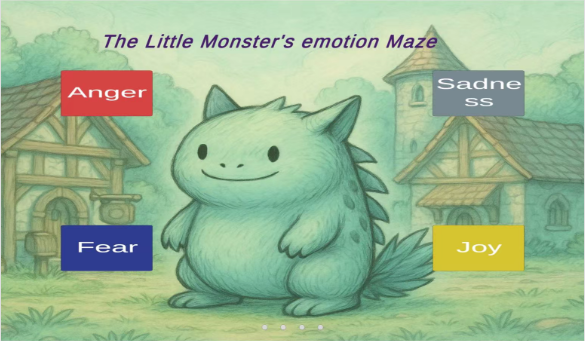 The Little Monster's emotion Maze
Anger
Sadne
ss
Fear
Joy